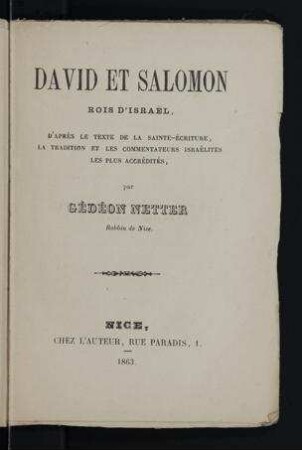 DAVID ET SALOMON
ROIS D'ISRAËL,
D'APRÈS LE TEXTE DE LA SAINTE-ÉCRITURE,
LA TRADITION ET LES COMMENTATEURS ISRAÉLITES
LES PLUS ACCRÉDITÉS,
par
GÉDÉON NETTER
Rabbin de Nice.
NICE,
CHEZ L'AUTEUR, RUE PARADIS, 1.
1863.